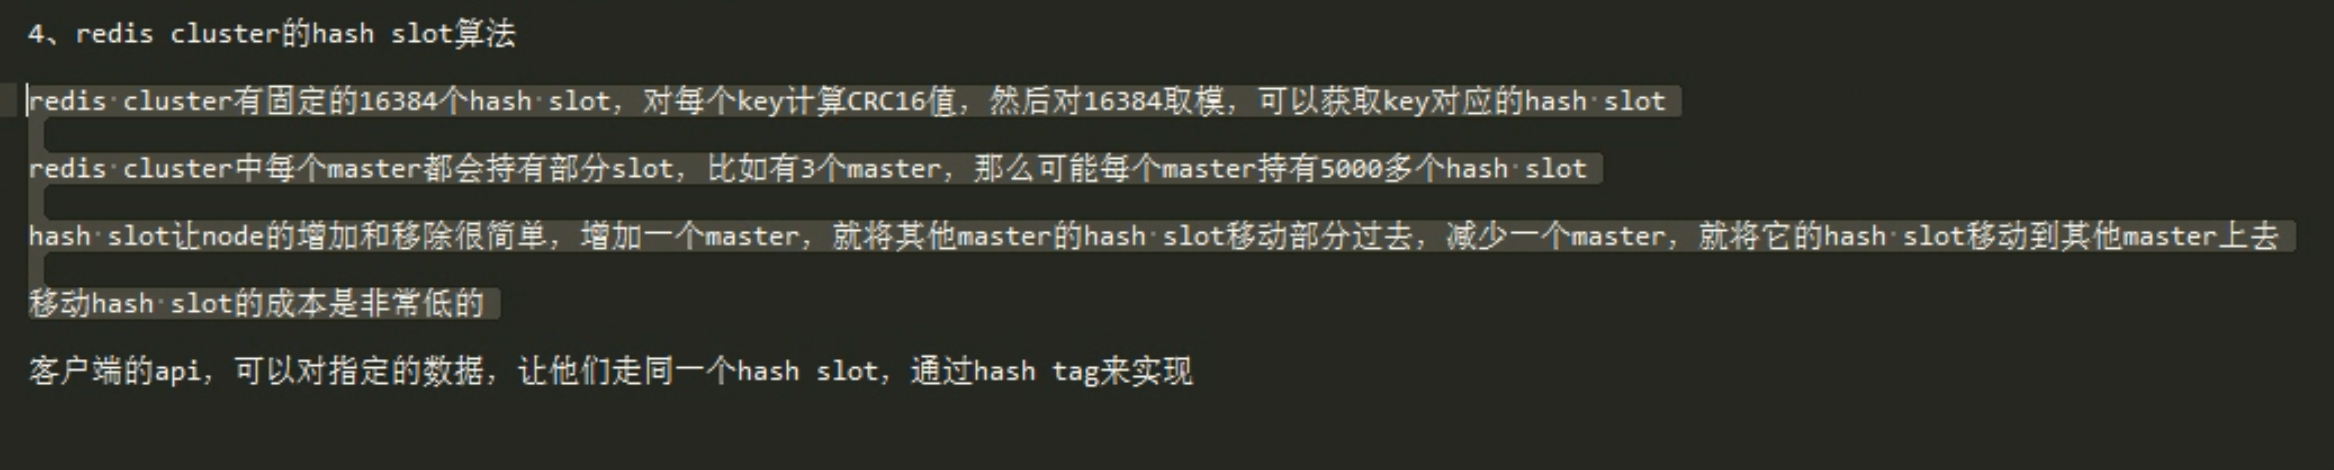 4、redis cluster的hash slot算法
redis cluster有固定的16384个hash slot，对每个key计算CRC16值，然后对16384取模，可以获取key对应的hash slot
redis cluster中每个master都会持有部分slot，比如有3个master，那么可能每个master持有5000多个hash slot
hash slot让node的增加和移除很简单，增加一个master，就将其他master的hash slot移动部分过去，减少一个master，就将它的hash slot移动到其他master上去
移动hash slot的成本是非常低的
客户端的api，可以对指定的数据，让他们走同一个hash slot，通过hash tag来实现